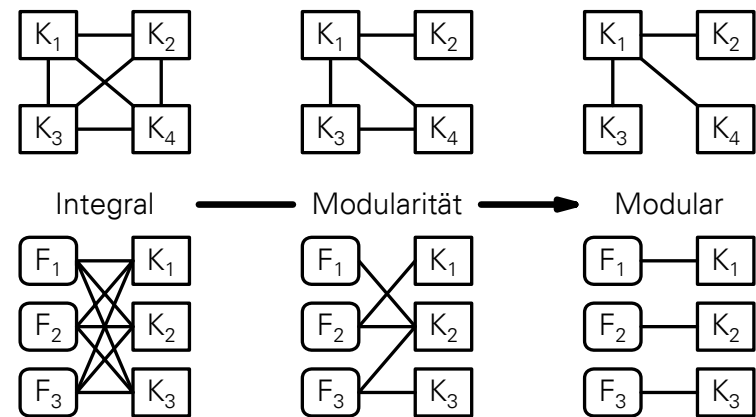 K₁ K₂ K₁ K₂ K₁ K₂
K₃ K₄ K₃ K₄ K₃ K₄
Integral Modularität Modular
F₁ K₁ F₁ K₁ F₁ K₁
F₂ K₂ F₂ K₂ F₂ K₂
F₃ K₃ F₃ K₃ F₃ K₃